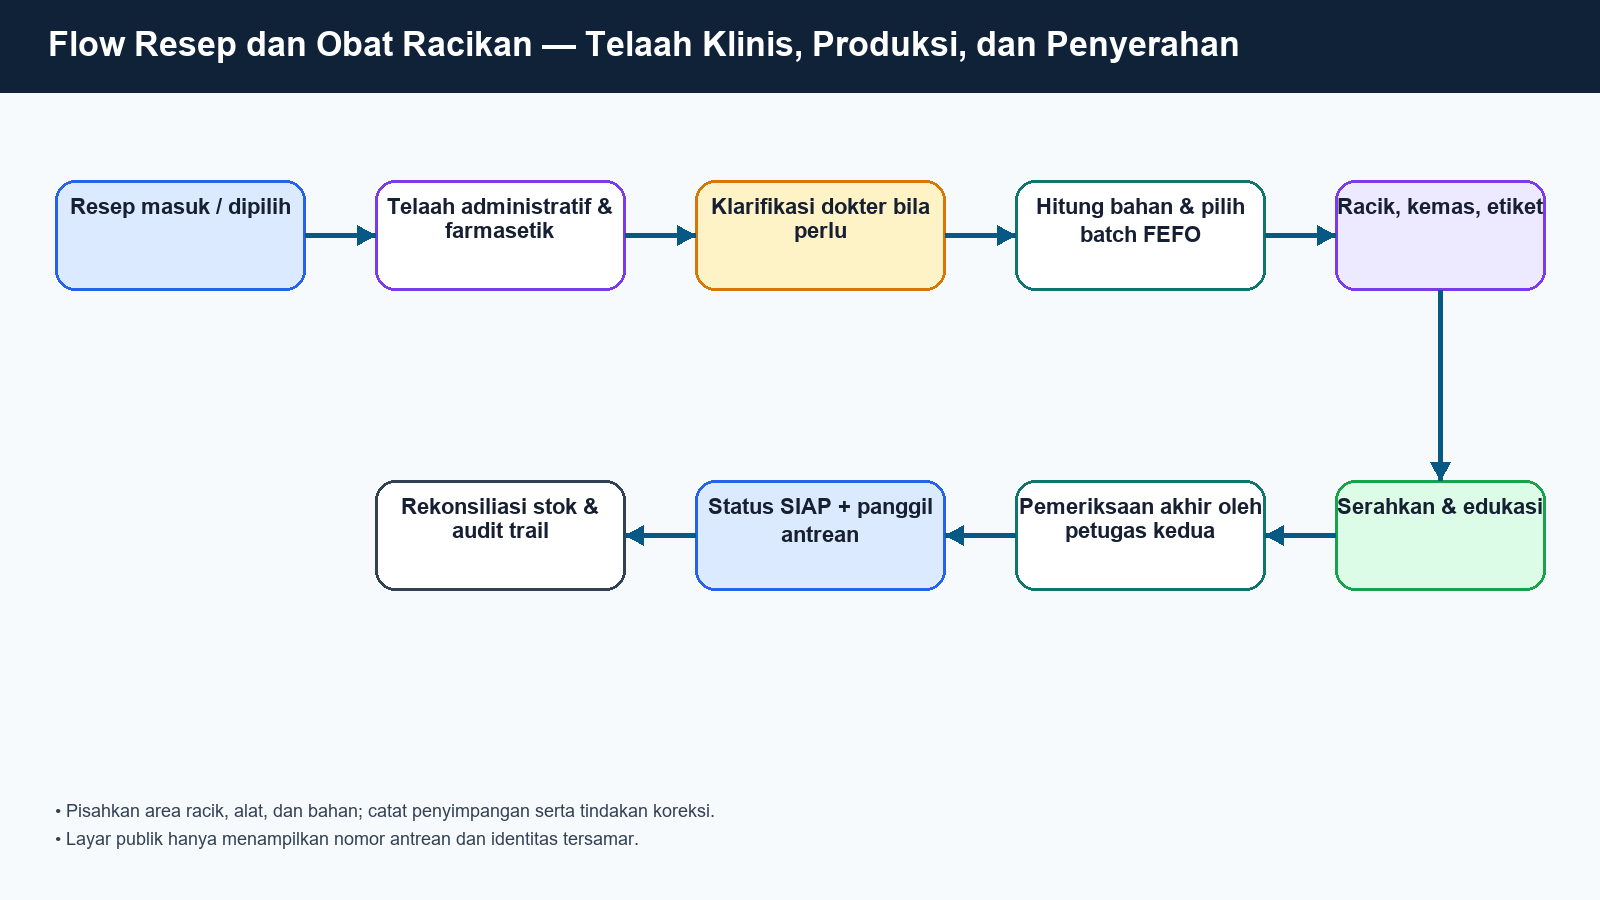 Flow Resep dan Obat Racikan — Telaah Klinis, Produksi, dan Penyerahan
Resep masuk / dipilih
Telaah administratif &
farmasetik
Klarifikasi dokter bila
perlu
Hitung bahan & pilih
batch FEFO
Racik, kemas, etiket
Serahkan & edukasi
Pemeriksaan akhir oleh
petugas kedua
Status SIAP + panggil
antrean
Rekonsiliasi stok &
audit trail
• Pisahkan area racik, alat, dan bahan; catat penyimpangan serta tindakan koreksi.
• Layar publik hanya menampilkan nomor antrean dan identitas tersamar.